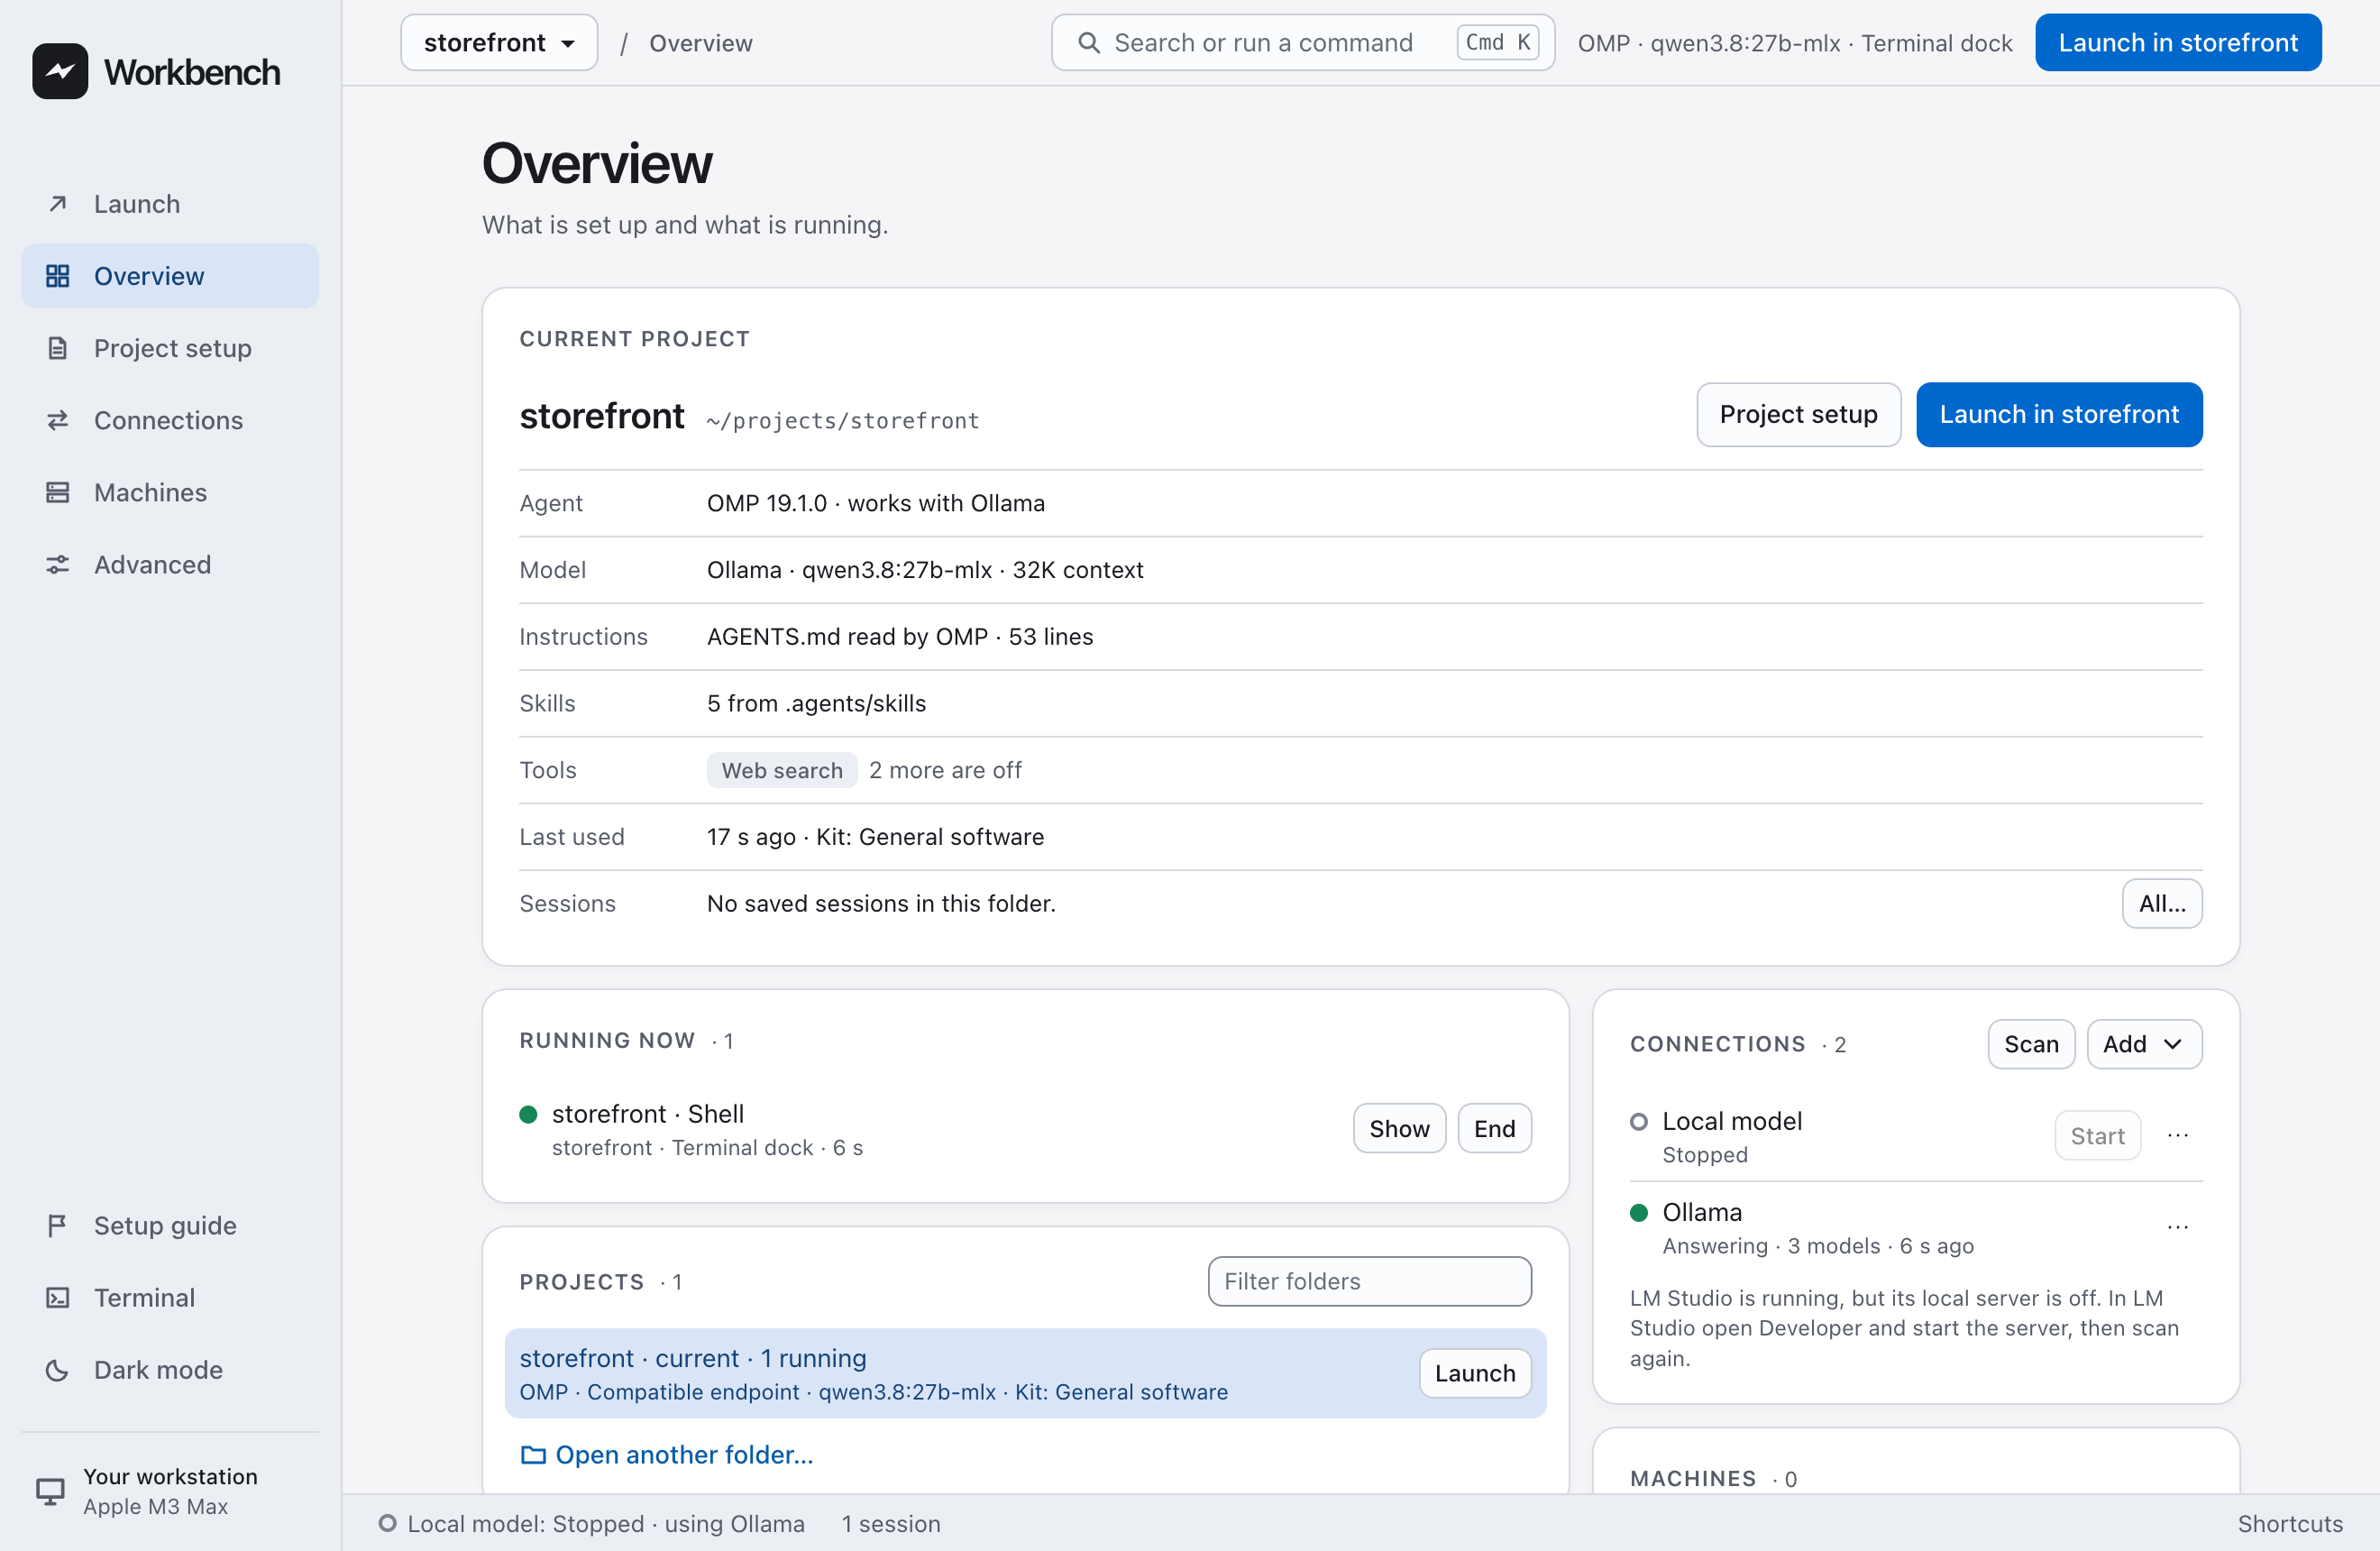 Workbench
Launch
Overview
Project setup
Connections
Machines
Advanced
Setup guide
Terminal
Dark mode
Your workstation
Apple M3 Max
storefront / Overview
Search or run a command Cmd K
OMP · qwen3.8:27b-mlx · Terminal dock
Launch in storefront
Overview
What is set up and what is running.
CURRENT PROJECT
storefront ~/projects/storefront
Project setup
Launch in storefront
Agent OMP 19.1.0 · works with Ollama
Model Ollama · qwen3.8:27b-mlx · 32K context
Instructions AGENTS.md read by OMP · 53 lines
Skills 5 from .agents/skills
Tools Web search 2 more are off
Last used 17 s ago · Kit: General software
Sessions No saved sessions in this folder. All...
RUNNING NOW · 1
storefront · Shell
storefront · Terminal dock · 6 s
Show End
PROJECTS · 1
Filter folders
storefront · current · 1 running
OMP · Compatible endpoint · qwen3.8:27b-mlx · Kit: General software
Launch
Open another folder...
CONNECTIONS · 2
Scan Add
Local model
Stopped
Start ...
Ollama
Answering · 3 models · 6 s ago
...
LM Studio is running, but its local server is off. In LM
Studio open Developer and start the server, then scan
again.
MACHINES · 0
Local model: Stopped · using Ollama 1 session
Shortcuts